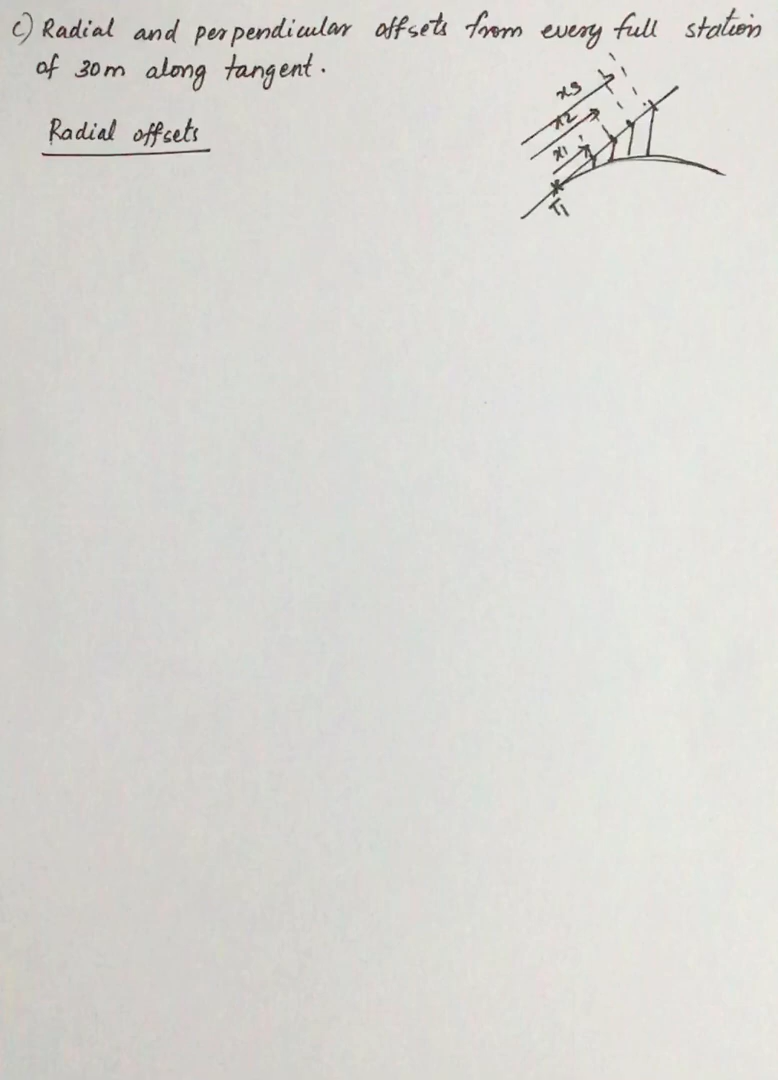 c) Radial and perpendicular offsets from every full station
of 30m along tangent.
Radial offsets
x3
x2
x1
T1